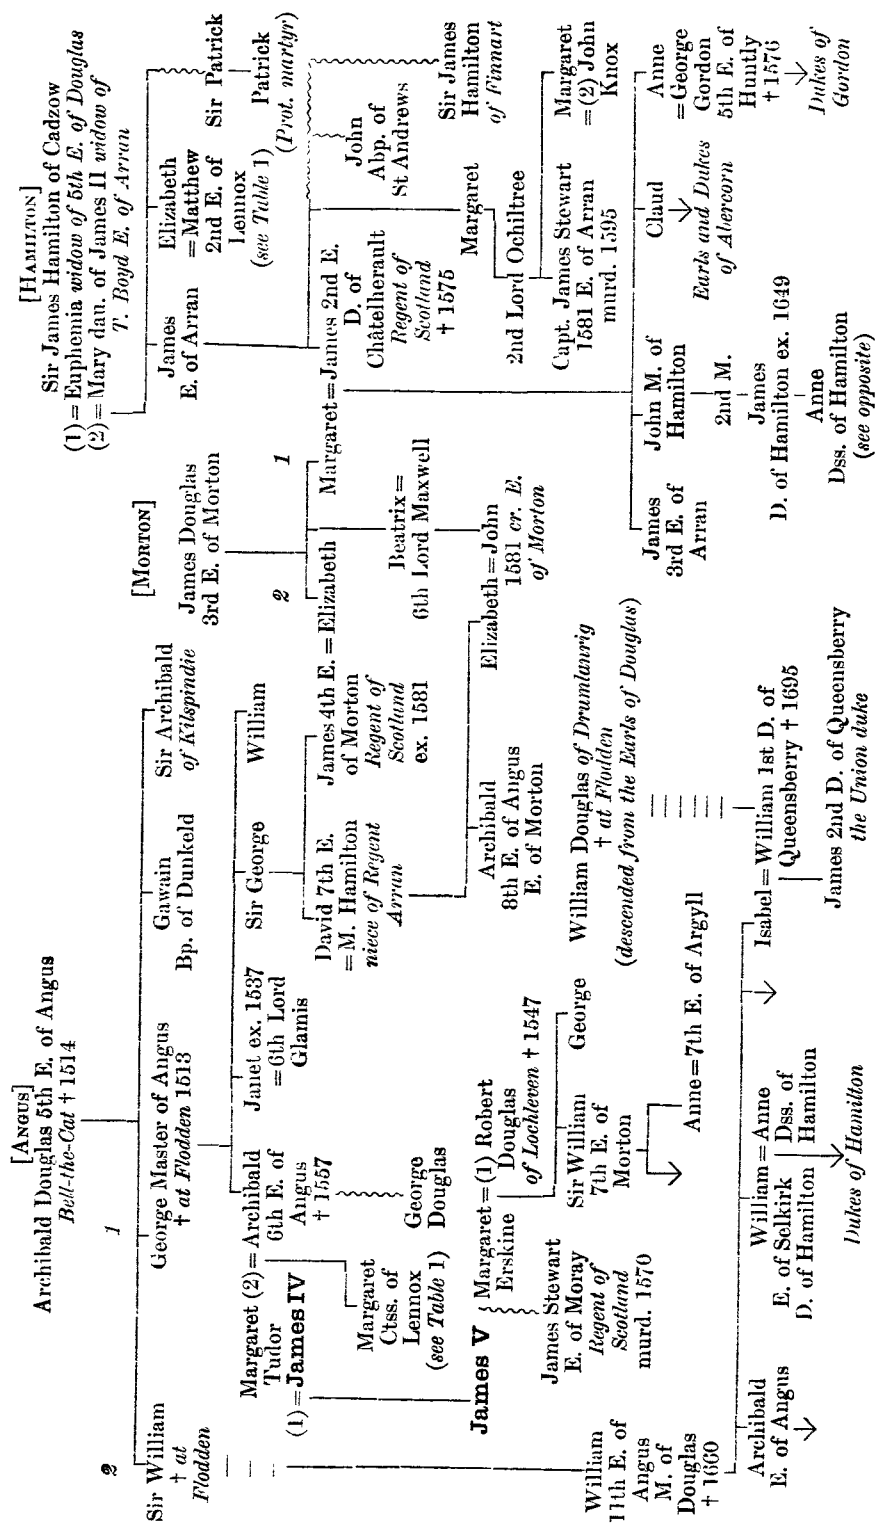 [ANGUS]
Archibald Douglas 5th E. of Angus
Bell-the-Cat † 1514
2
1
Sir William
† at
Flodden
George Master of Angus
† at Flodden 1513
Gawain
Bp. of Dunkeld
Sir Archibald
of Kilspindie
Margaret (2) = Archibald
Tudor
6th E. of
Angus
† 1557
(1) = James IV
Janet ex. 1537
= 6th Lord
Glamis
Sir George
William
Margaret
Ctss. of
Lennox
(see Table 1)
George
Douglas
David 7th E.
= M. Hamilton
niece of Regent
Arran
James 4th E. = Elizabeth
of Morton
Regent of
Scotland
ex. 1581
James V
Margaret = (1) Robert
Erskine
Douglas
of Lochleven † 1547
Archibald
8th E. of Angus
E. of Morton
Elizabeth = John
1581 cr. E.
of Morton
James Stewart
E. of Moray
Regent of
Scotland
murd. 1570
Sir William
7th E. of
Morton
George
William Douglas of Drumlanrig
† at Flodden
(descended from the Earls of Douglas)
Anne = 7th E. of Argyll
William
11th E. of
Angus
M. of
Douglas
† 1660
Archibald
E. of Angus
William = Anne
E. of Selkirk
Dss. of
D. of Hamilton
Hamilton
Dukes of Hamilton
Isabel = William 1st D. of
Queensberry † 1695
James 2nd D. of Queensberry
the Union duke
[MORTON]
James Douglas
3rd E. of Morton
2
1
Beatrix =
6th Lord Maxwell
Margaret = James 2nd E.
D. of
Châtelherault
Regent of
Scotland
† 1575
[HAMILTON]
Sir James Hamilton of Cadzow
(1) = Euphemia widow of 5th E. of Douglas
(2) = Mary dau. of James II widow of
T. Boyd E. of Arran
James
E. of Arran
Elizabeth
= Matthew
2nd E. of
Lennox
(see Table 1)
Sir Patrick
Patrick
(Prot. martyr)
John
Abp. of
St Andrews
Margaret
Sir James
Hamilton
of Finnart
2nd Lord Ochiltree
Capt. James Stewart
1581 E. of Arran
murd. 1595
Margaret
= (2) John
Knox
James
3rd E. of
Arran
John M. of
Hamilton
2nd M.
James
D. of Hamilton ex. 1649
Anne
Dss. of Hamilton
(see opposite)
Claud
Earls and Dukes
of Abercorn
Anne
= George
Gordon
5th E. of
Huntly
† 1576
Dukes of
Gordon